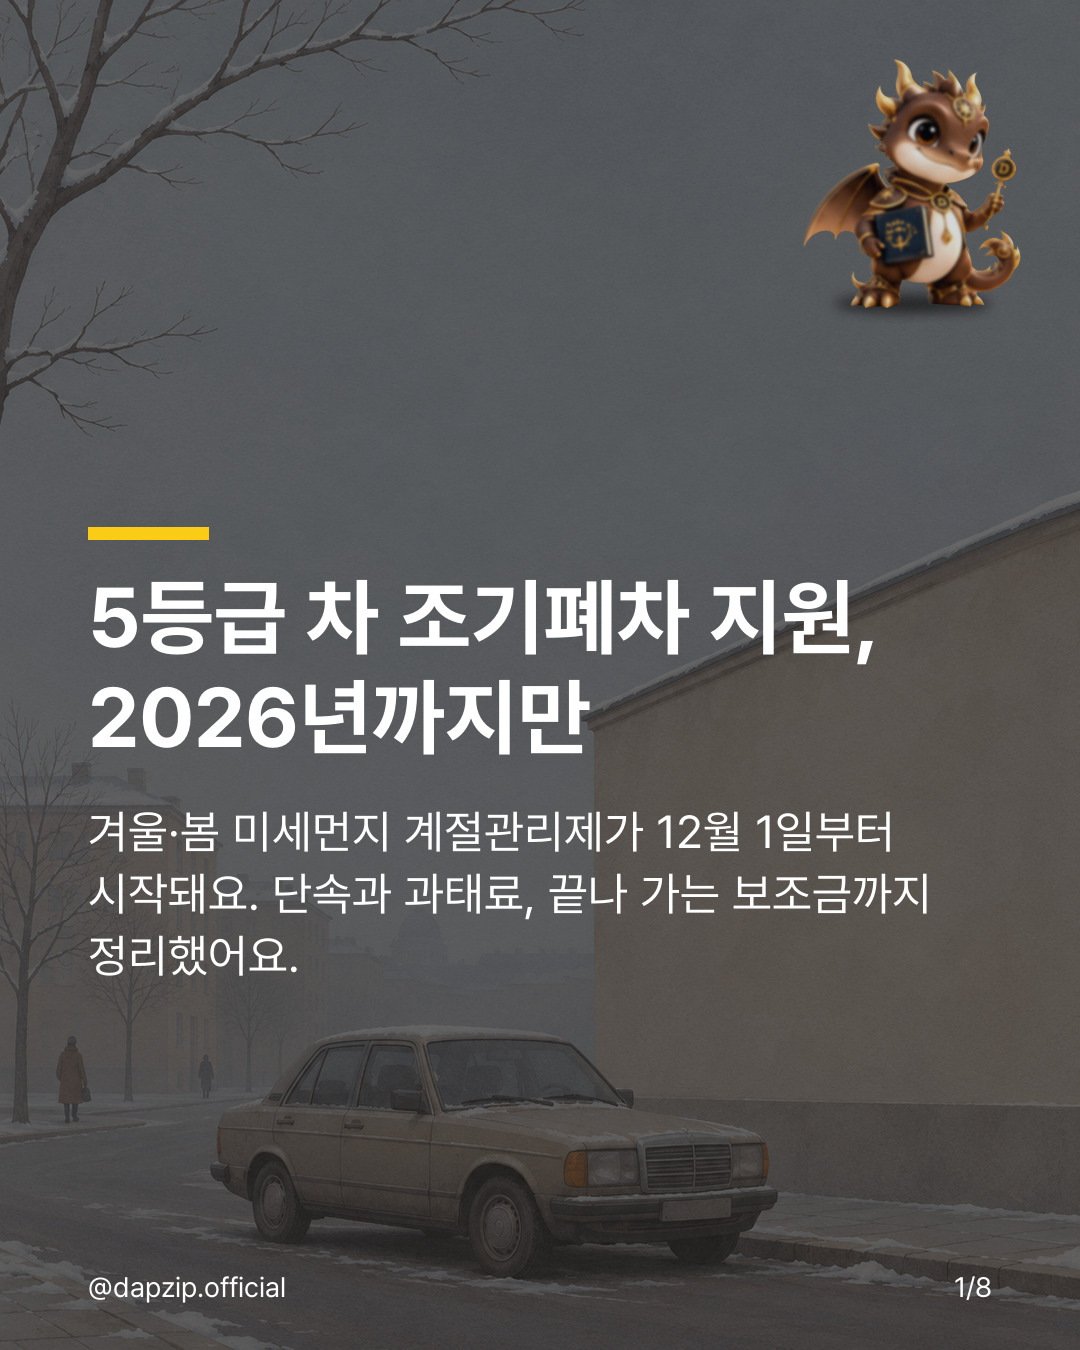 5등급 차 조기폐차 지원,
2026년까지만
겨울·봄 미세먼지 계절관리제가 12월 1일부터
시작돼요. 단속과 과태료, 끝나 가는 보조금까지
정리했어요.
@dapzip.official
1/8